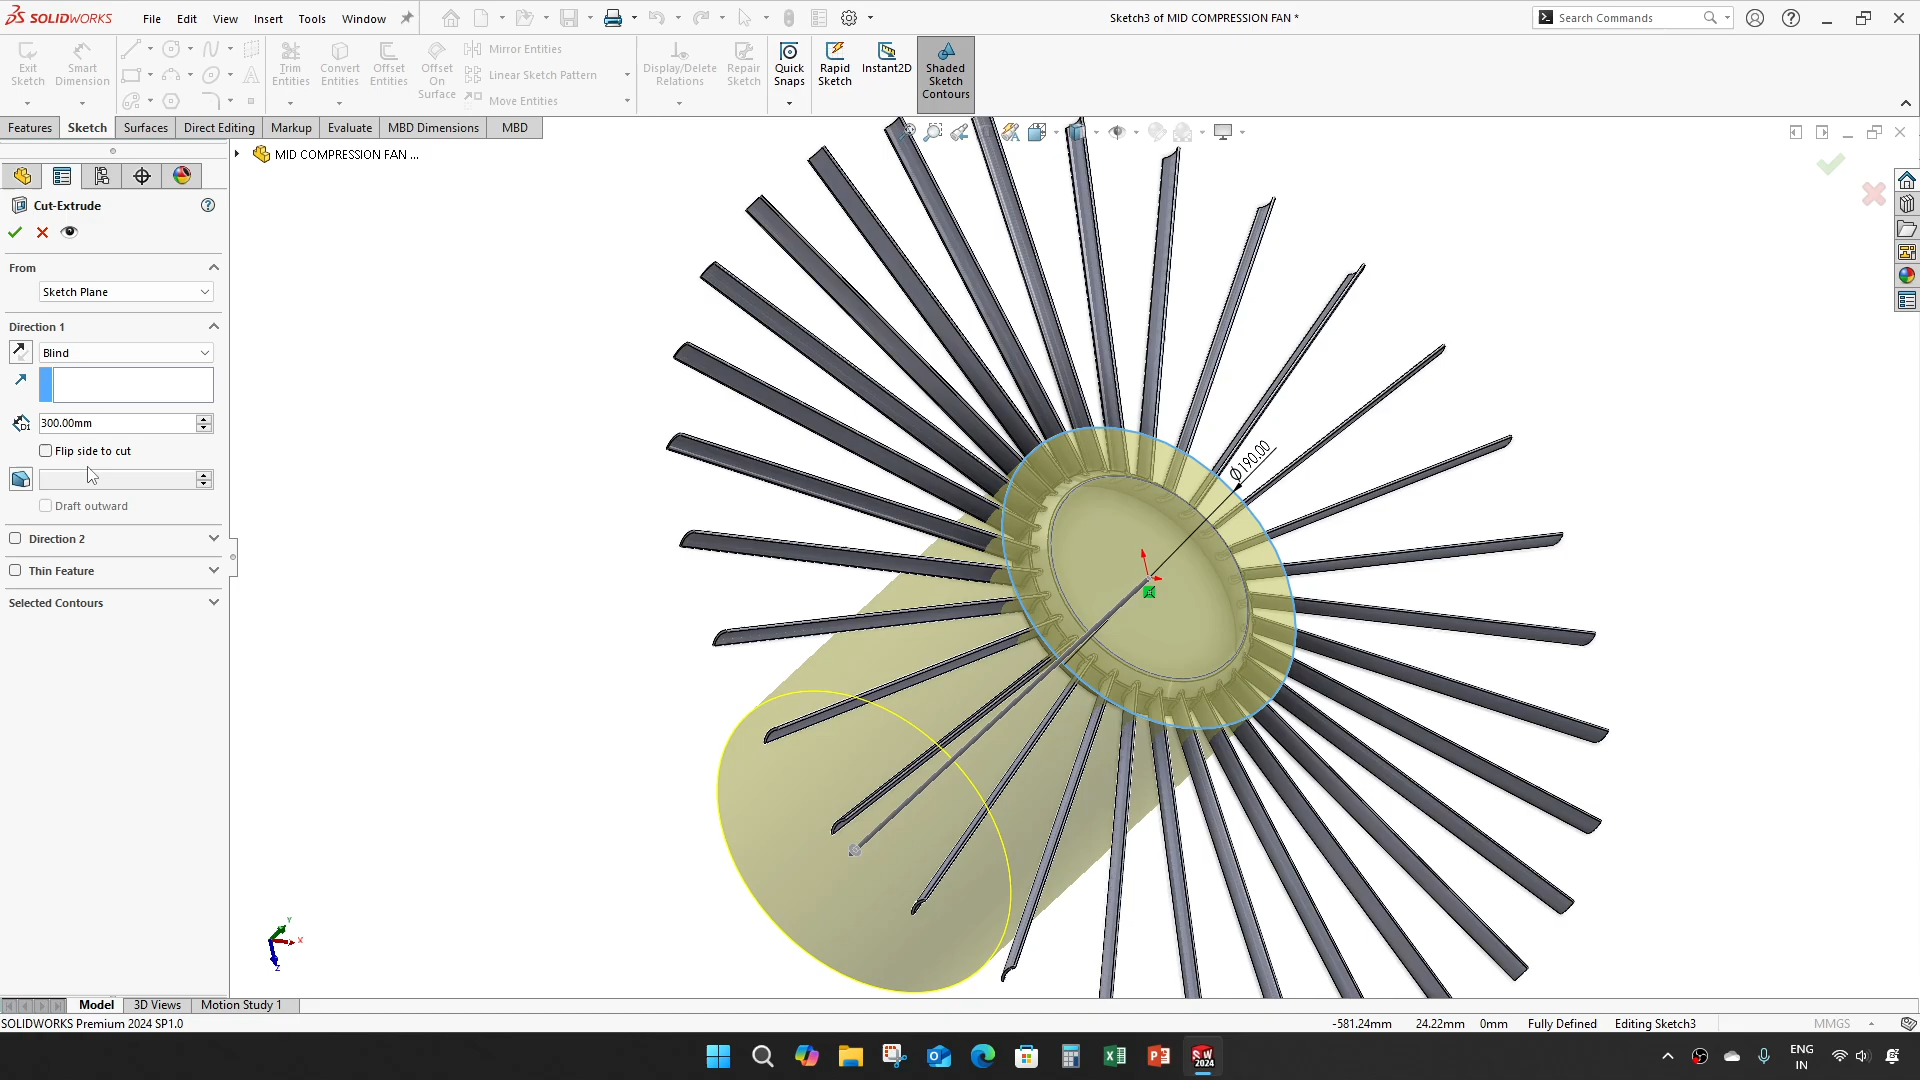 SOLIDWORKS File Edit View Insert Tools Window
Sketch3 of MID COMPRESSION FAN *
Search Commands
Exit Sketch
Smart Dimension
Trim Entities
Convert Entities
Offset Entities
Offset On Surface
Mirror Entities
Linear Sketch Pattern
Move Entities
Display/Delete Relations
Repair Sketch
Quick Snaps
Rapid Sketch
Instant2D
Shaded Sketch Contours
Features Sketch Surfaces Direct Editing Markup Evaluate MBD Dimensions MBD
MID COMPRESSION FAN ...
Cut-Extrude
From
Sketch Plane
Direction 1
Blind
D1
300.00mm
Flip side to cut
Draft outward
Direction 2
Thin Feature
Selected Contours
Ø190.00
Y
X
Z
Model 3D Views Motion Study 1
SOLIDWORKS Premium 2024 SP1.0
-581.24mm 24.22mm 0mm Fully Defined Editing Sketch3 MMGS
SW 2024
ENG
IN